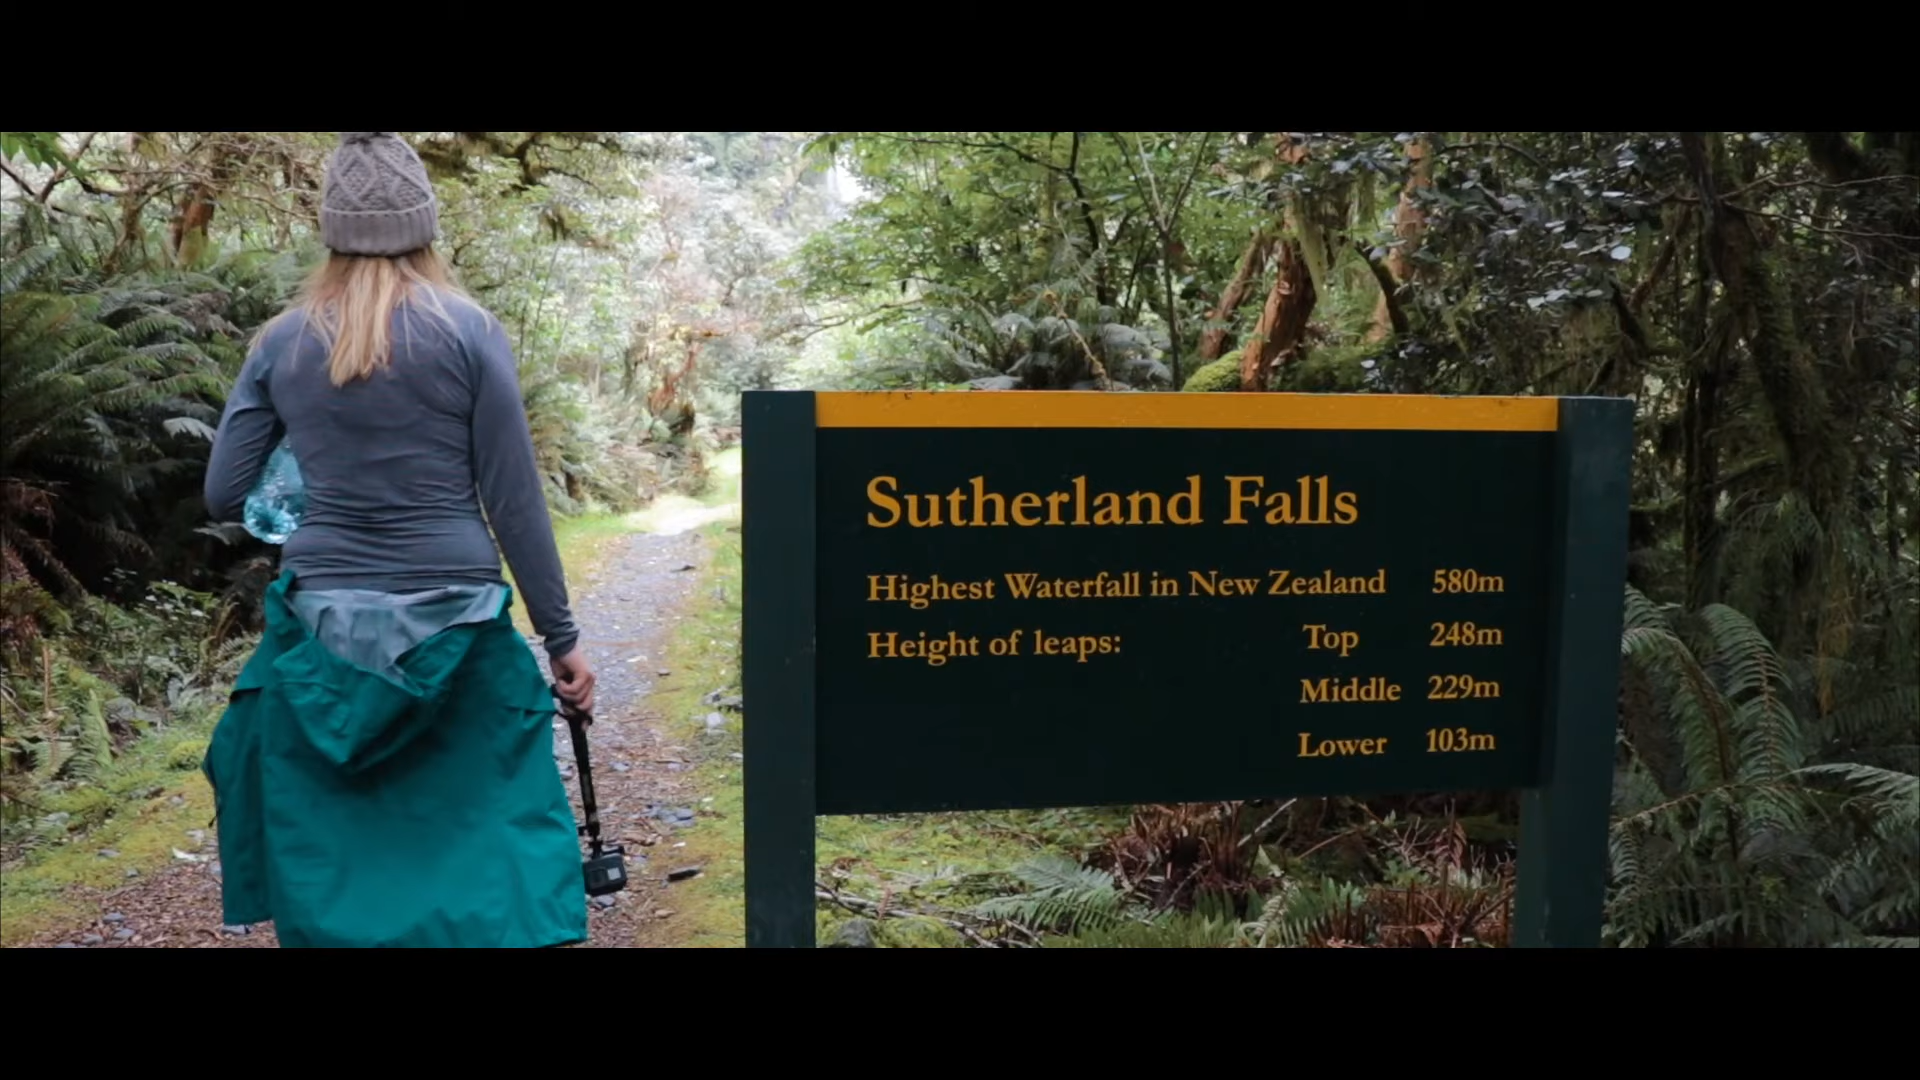 Sutherland Falls
Highest Waterfall in New Zealand 580m
Height of leaps: Top 248m
Middle 229m
Lower 103m